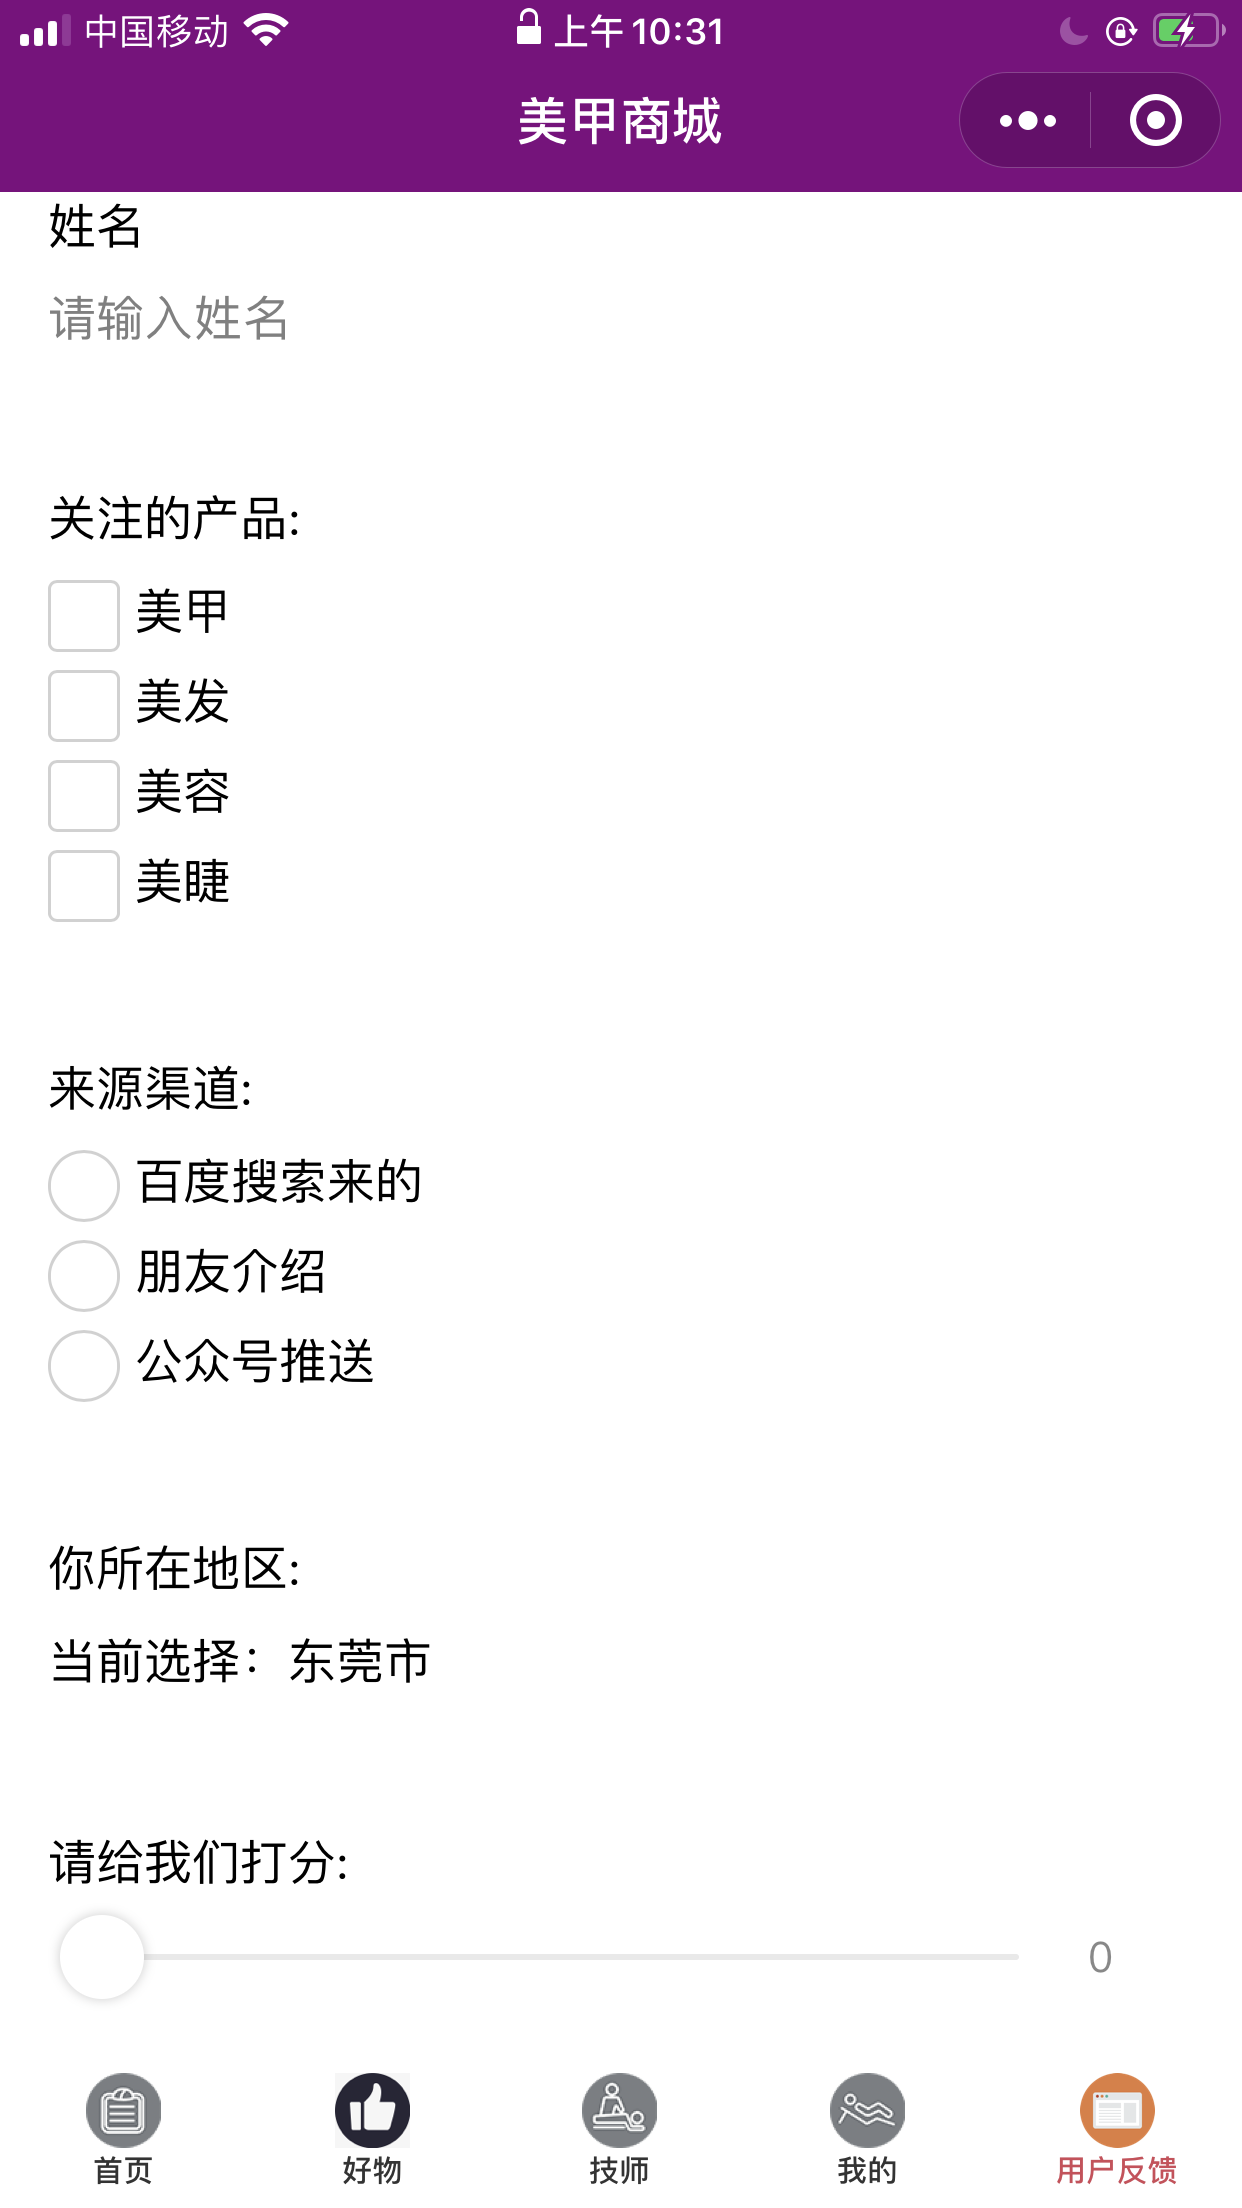 中国移动 上午10:31
美甲商城
姓名
请输入姓名
关注的产品:
美甲
美发
美容
美睫
来源渠道:
百度搜索来的
朋友介绍
公众号推送
你所在地区:
当前选择：东莞市
请给我们打分:
0
首页 好物 技师 我的 用户反馈